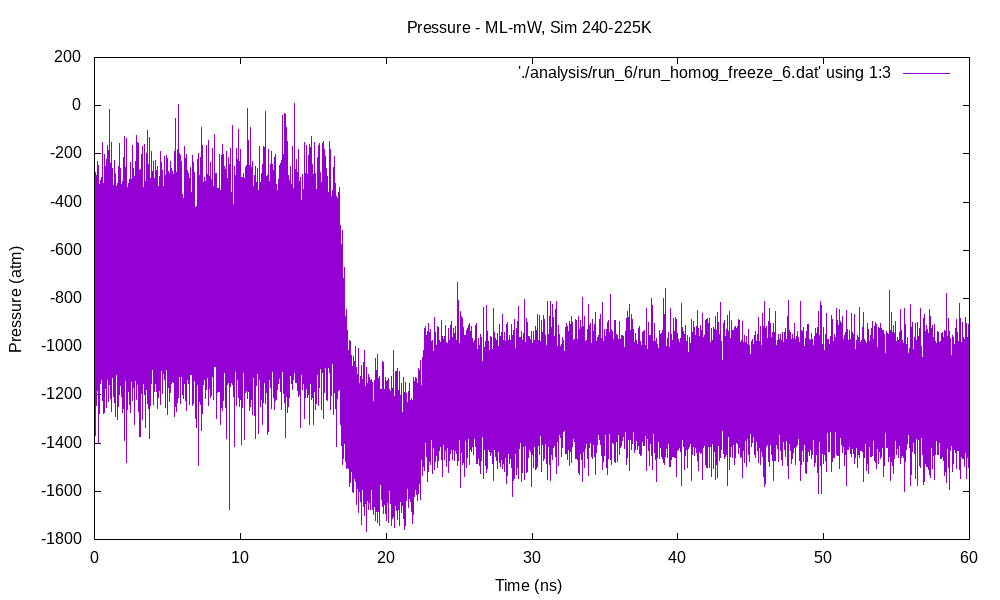 Pressure - ML-mW, Sim 240-225K
'./analysis/run_6/run_homog_freeze_6.dat' using 1:3
200
0
-200
-400
-600
-800
-1000
-1200
-1400
-1600
-1800
Pressure (atm)
0 10 20 30 40 50 60
Time (ns)